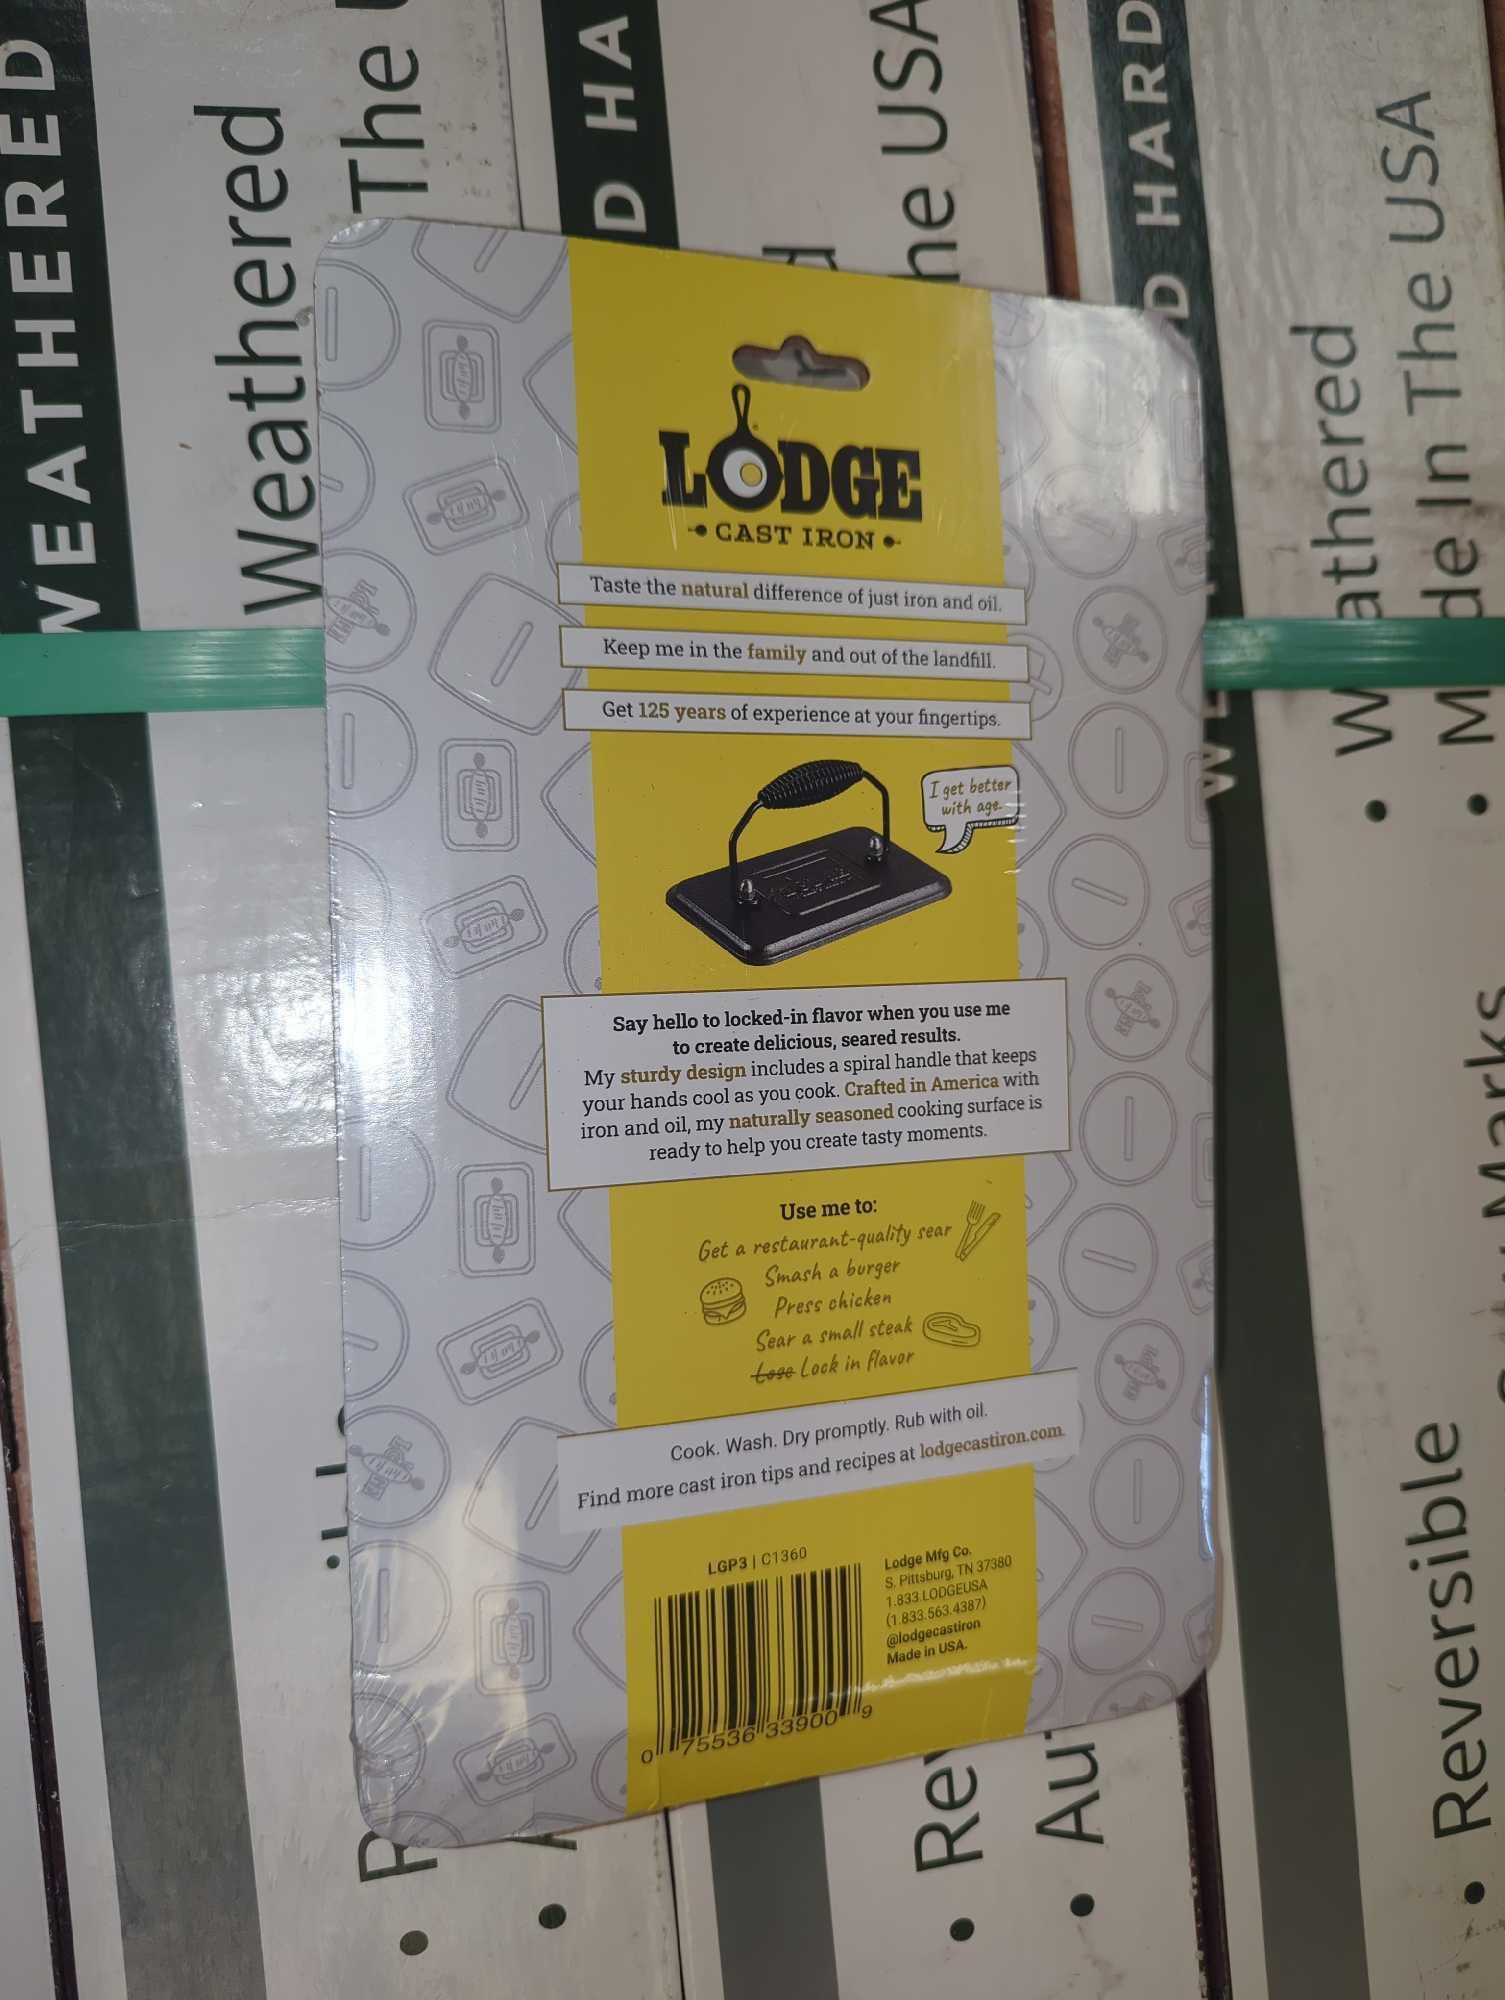 LODGE
CAST IRON
Taste the natural difference of just iron and oil.
Keep me in the family and out of the landfill.
Get 125 years of experience at your fingertips.
I get better
with age.
Say hello to locked-in flavor when you use me
to create delicious, seared results.
My sturdy design includes a spiral handle that keeps
your hands cool as you cook. Crafted in America with
iron and oil, my naturally seasoned cooking surface is
ready to help you create tasty moments.
Use me to:
Get a restaurant-quality sear
Smash a burger
Press chicken
Sear a small steak
Lose Lock in flavor
Cook. Wash. Dry promptly. Rub with oil.
Find more cast iron tips and recipes at lodgecastiron.com.
LGP3 | C1360
0 75536 33900 9
Lodge Mfg Co.
S. Pittsburg, TN 37380
1.833.LODGEUSA
(1.833.563.4387)
@lodgecastiron
Made in USA.
WEATHERED
Weathered
The U
D HA
he USA
D HARD
Weathered
Made In The USA
Rev
Au
Reversible
Marks